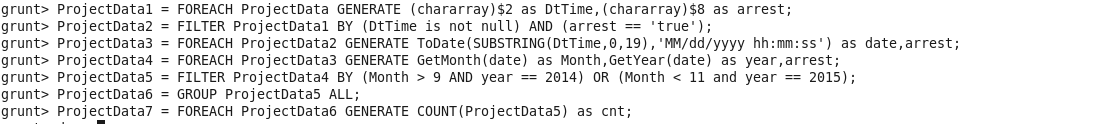 grunt> ProjectData1 = FOREACH ProjectData GENERATE (chararray)$2 as DtTime,(chararray)$8 as arrest;
grunt> ProjectData2 = FILTER ProjectData1 BY (DtTime is not null) AND (arrest == 'true');
grunt> ProjectData3 = FOREACH ProjectData2 GENERATE ToDate(SUBSTRING(DtTime,0,19),'MM/dd/yyyy hh:mm:ss') as date,arrest;
grunt> ProjectData4 = FOREACH ProjectData3 GENERATE GetMonth(date) as Month,GetYear(date) as year,arrest;
grunt> ProjectData5 = FILTER ProjectData4 BY (Month > 9 AND year == 2014) OR (Month < 11 and year == 2015);
grunt> ProjectData6 = GROUP ProjectData5 ALL;
grunt> ProjectData7 = FOREACH ProjectData6 GENERATE COUNT(ProjectData5) as cnt;